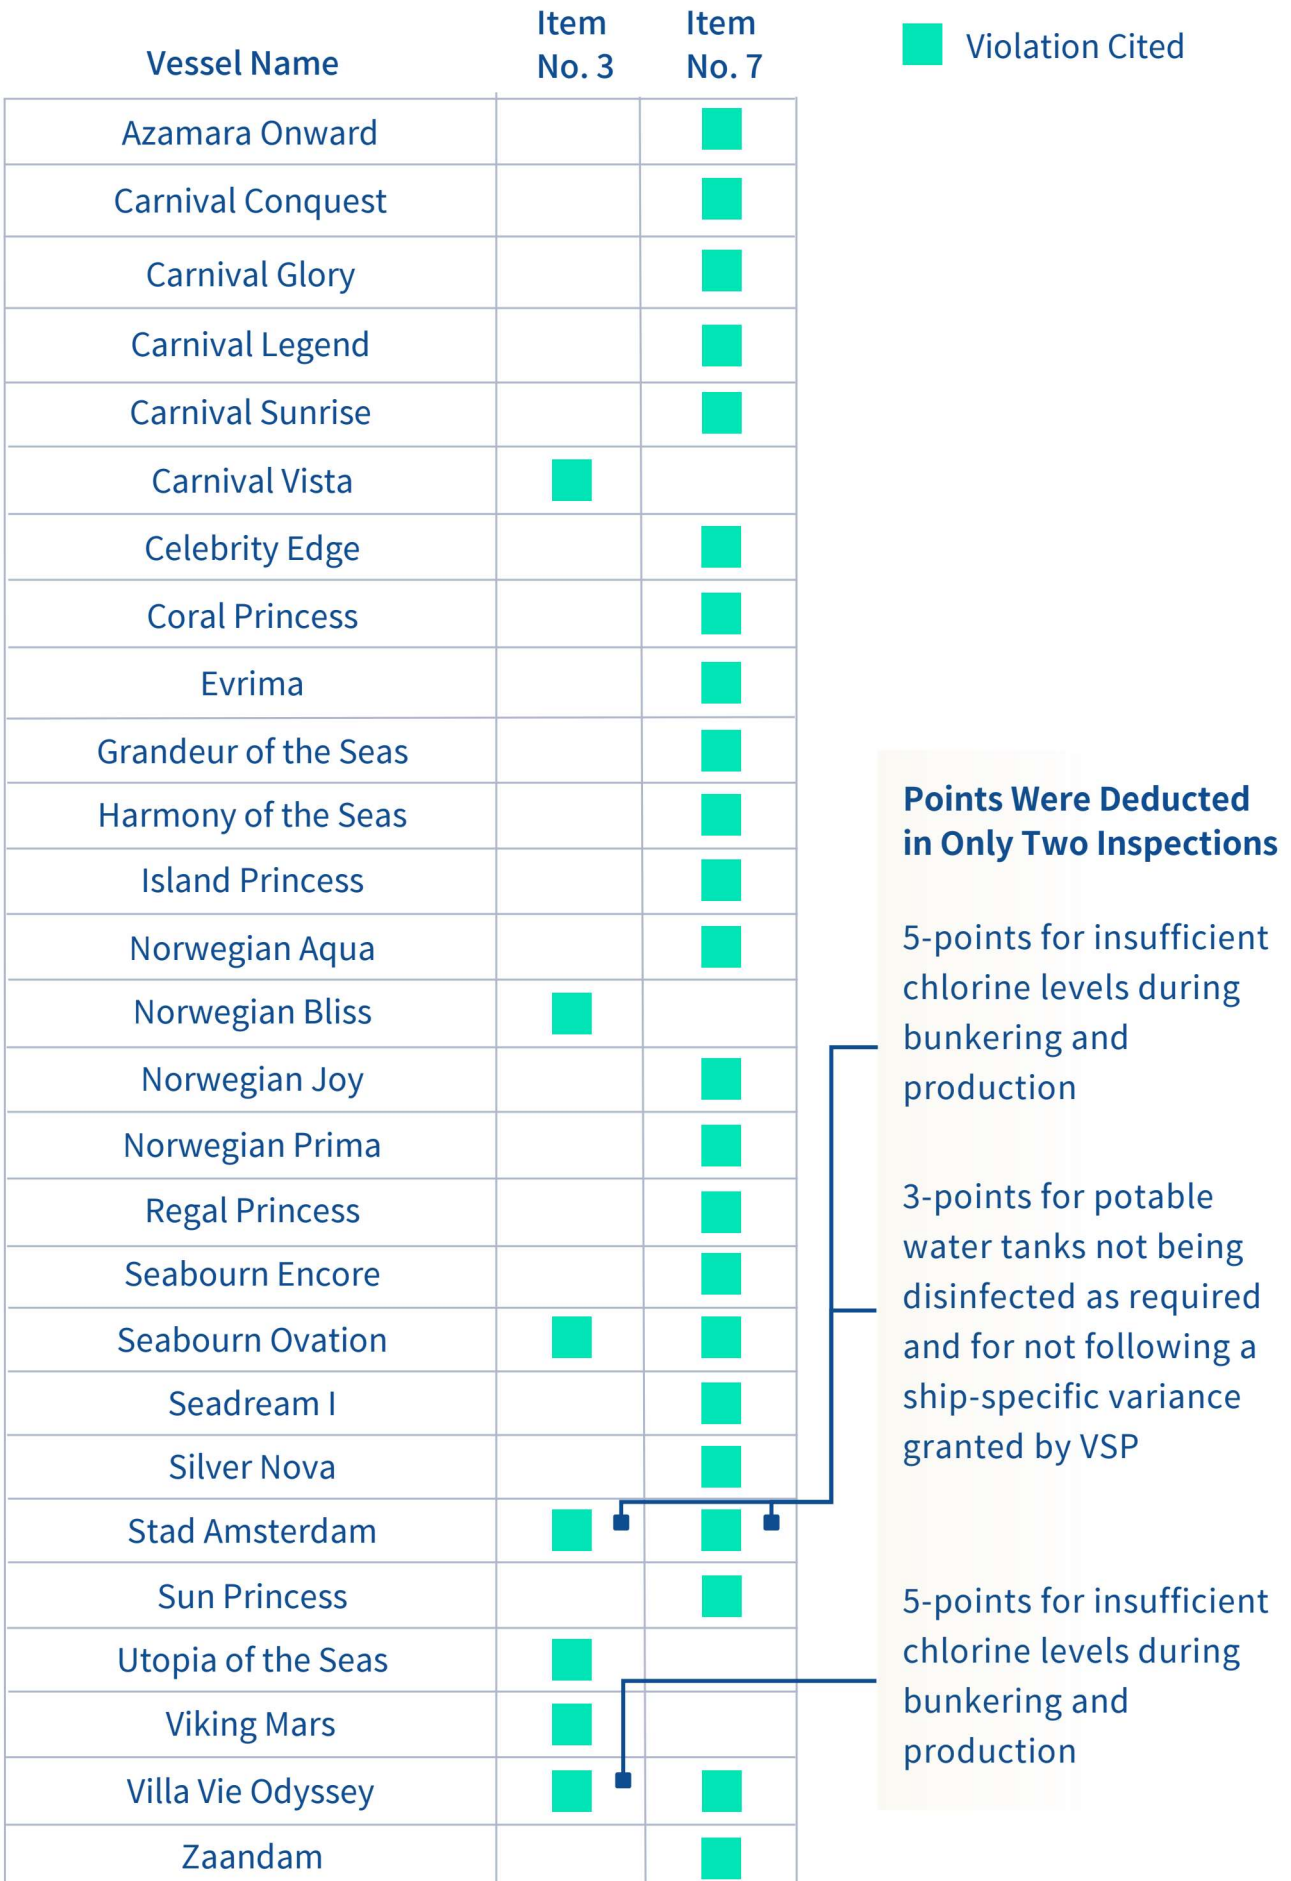 Vessel Name
Item
No. 3
Item
No. 7
Violation Cited
Azamara Onward
Carnival Conquest
Carnival Glory
Carnival Legend
Carnival Sunrise
Carnival Vista
Celebrity Edge
Coral Princess
Evrima
Grandeur of the Seas
Harmony of the Seas
Island Princess
Norwegian Aqua
Norwegian Bliss
Norwegian Joy
Norwegian Prima
Regal Princess
Seabourn Encore
Seabourn Ovation
Seadream I
Silver Nova
Stad Amsterdam
Sun Princess
Utopia of the Seas
Viking Mars
Villa Vie Odyssey
Zaandam
Points Were Deducted
in Only Two Inspections
5-points for insufficient
chlorine levels during
bunkering and
production
3-points for potable
water tanks not being
disinfected as required
and for not following a
ship-specific variance
granted by VSP
5-points for insufficient
chlorine levels during
bunkering and
production